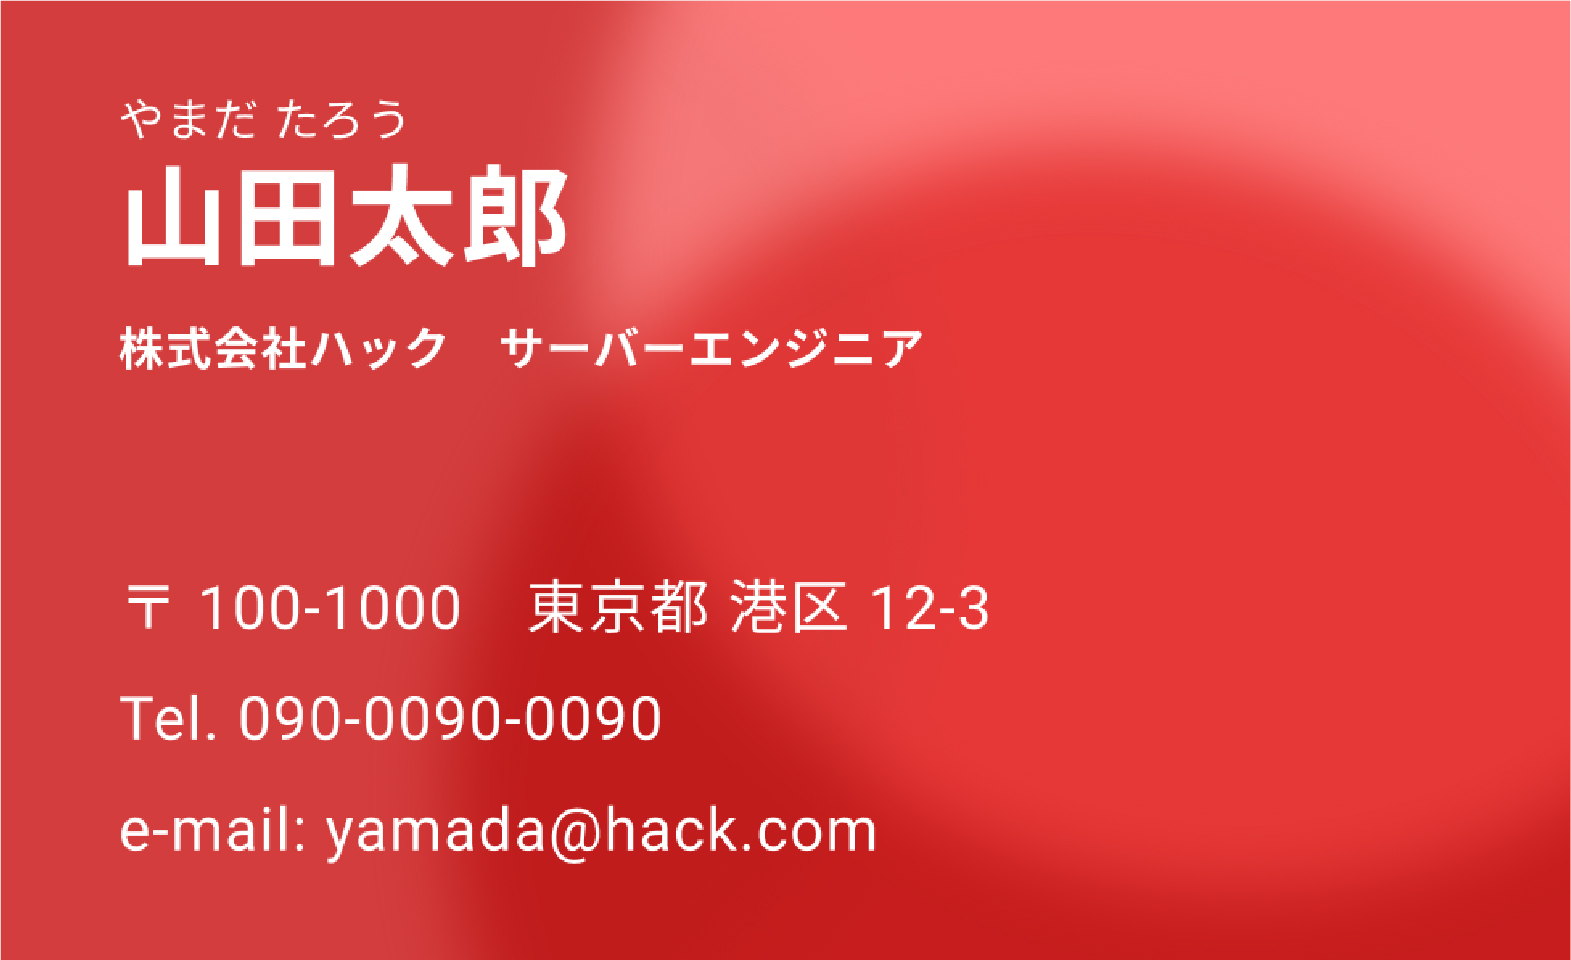 やまだ たろう
山田太郎
株式会社ハック　サーバーエンジニア
〒 100-1000　東京都 港区 12-3
Tel. 090-0090-0090
e-mail: yamada@hack.com